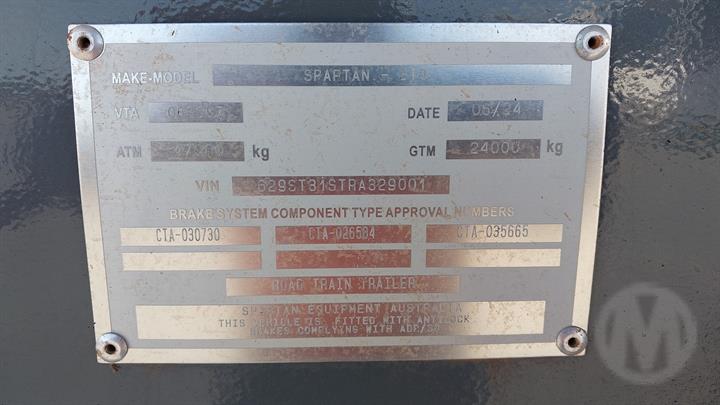 MAKE-MODEL SPARTAN -
VTA DATE
ATM kg GTM 24000 kg
VIN 629ST31STRA329001
BRAKE SYSTEM COMPONENT TYPE APPROVAL NUMBERS
CTA-030730 CTA-026584 CTA-035665
ROAD TRAIN TRAILER
SPARTAN EQUIPMENT AUSTRALIA
THIS VEHICLE IS FITTED WITH ANTILOCK
BRAKES COMPLYING WITH
M